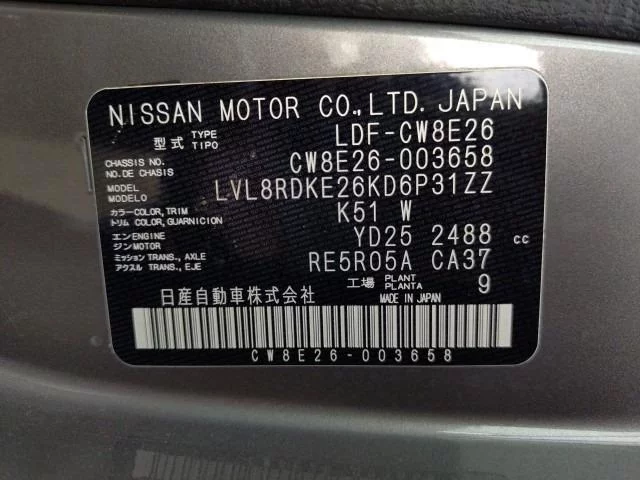 NISSAN MOTOR CO.,LTD. JAPAN
型式 TYPE TIPO LDF-CW8E26
CHASSIS NO. NO. DE CHASIS CW8E26-003658
MODEL MODELO LVL8RDKE26KD6P31ZZ
カラー COLOR, TRIM トリム COLOR, GUARNICION K51 W
エンENGINE ジンMOTOR YD25 2488 cc
ミッション TRANS., AXLE アクスル TRANS., EJE RE5R05A CA37
工場 PLANT PLANTA 9
日産自動車株式会社 MADE IN JAPAN
CW8E26-003658